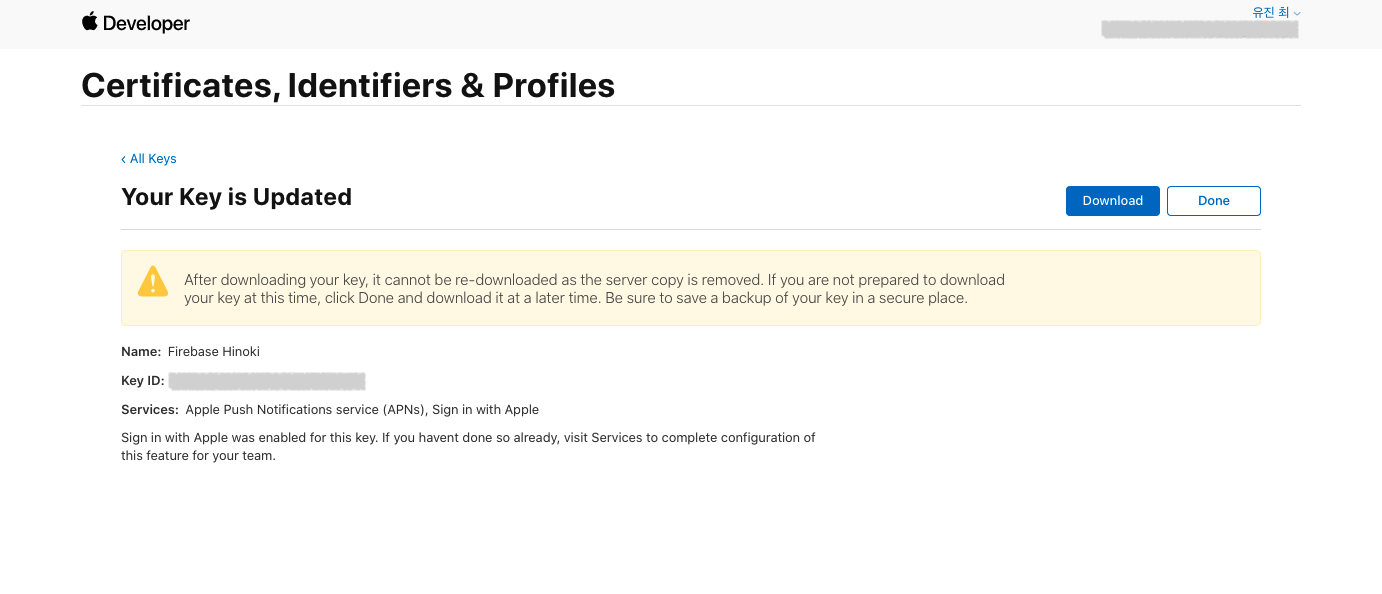 Developer
유진 최
Certificates, Identifiers & Profiles
‹ All Keys
Your Key is Updated
Download
Done
After downloading your key, it cannot be re-downloaded as the server copy is removed. If you are not prepared to download
your key at this time, click Done and download it at a later time. Be sure to save a backup of your key in a secure place.
Name: Firebase Hinoki
Key ID:
Services: Apple Push Notifications service (APNs), Sign in with Apple
Sign in with Apple was enabled for this key. If you havent done so already, visit Services to complete configuration of
this feature for your team.